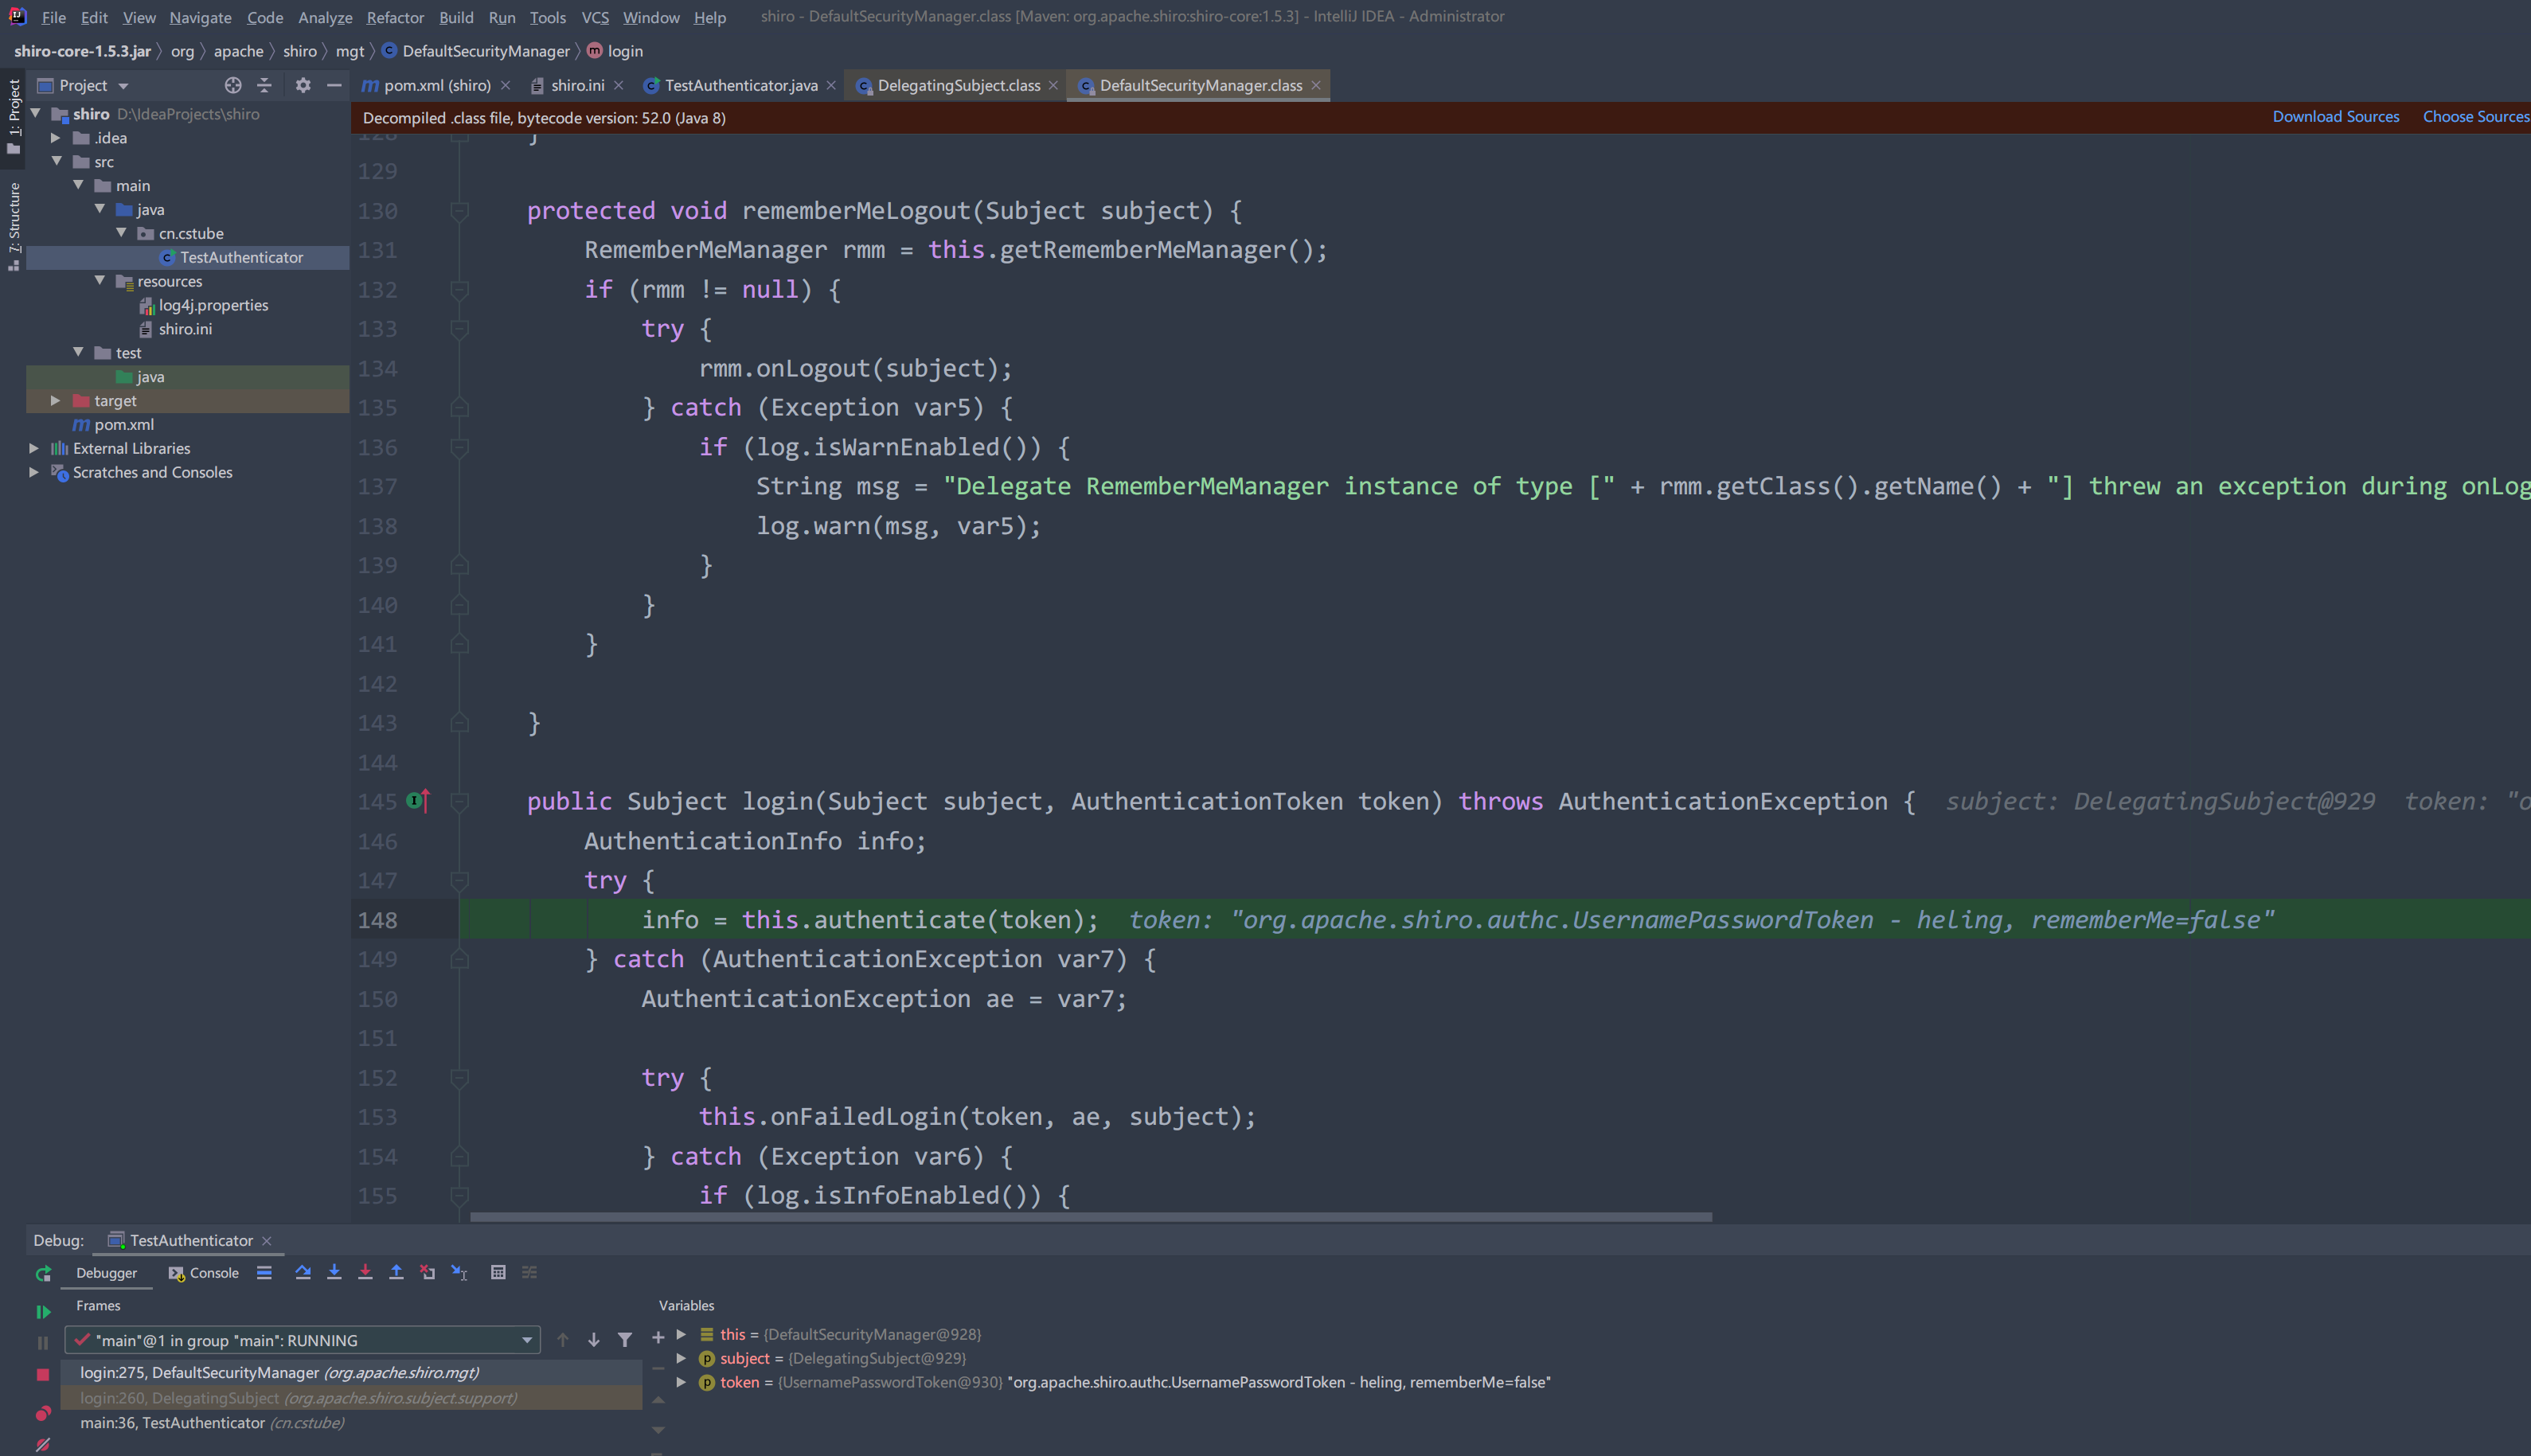 File Edit View Navigate Code Analyze Refactor Build Run Tools VCS Window Help shiro - DefaultSecurityManager.class [Maven: org.apache.shiro:shiro-core:1.5.3] - IntelliJ IDEA - Administrator
shiro-core-1.5.3.jar org apache shiro mgt DefaultSecurityManager login
1: Project
7: Structure
Project
shiro D:\IdeaProjects\shiro
.idea
src
main
java
cn.cstube
TestAuthenticator
resources
log4j.properties
shiro.ini
test
java
target
pom.xml
External Libraries
Scratches and Consoles
pom.xml (shiro) shiro.ini TestAuthenticator.java DelegatingSubject.class DefaultSecurityManager.class
Decompiled .class file, bytecode version: 52.0 (Java 8) Download Sources Choose Sources
128 }
129
130 protected void rememberMeLogout(Subject subject) {
131 RememberMeManager rmm = this.getRememberMeManager();
132 if (rmm != null) {
133 try {
134 rmm.onLogout(subject);
135 } catch (Exception var5) {
136 if (log.isWarnEnabled()) {
137 String msg = "Delegate RememberMeManager instance of type [" + rmm.getClass().getName() + "] threw an exception during onLog
138 log.warn(msg, var5);
139 }
140 }
141 }
142
143 }
144
145 public Subject login(Subject subject, AuthenticationToken token) throws AuthenticationException { subject: DelegatingSubject@929 token: "o
146 AuthenticationInfo info;
147 try {
148 info = this.authenticate(token); token: "org.apache.shiro.authc.UsernamePasswordToken - heling, rememberMe=false"
149 } catch (AuthenticationException var7) {
150 AuthenticationException ae = var7;
151
152 try {
153 this.onFailedLogin(token, ae, subject);
154 } catch (Exception var6) {
155 if (log.isInfoEnabled()) {
Debug: TestAuthenticator
Debugger Console
Frames
"main"@1 in group "main": RUNNING
login:275, DefaultSecurityManager (org.apache.shiro.mgt)
login:260, DelegatingSubject (org.apache.shiro.subject.support)
main:36, TestAuthenticator (cn.cstube)
Variables
this = {DefaultSecurityManager@928}
subject = {DelegatingSubject@929}
token = {UsernamePasswordToken@930} "org.apache.shiro.authc.UsernamePasswordToken - heling, rememberMe=false"